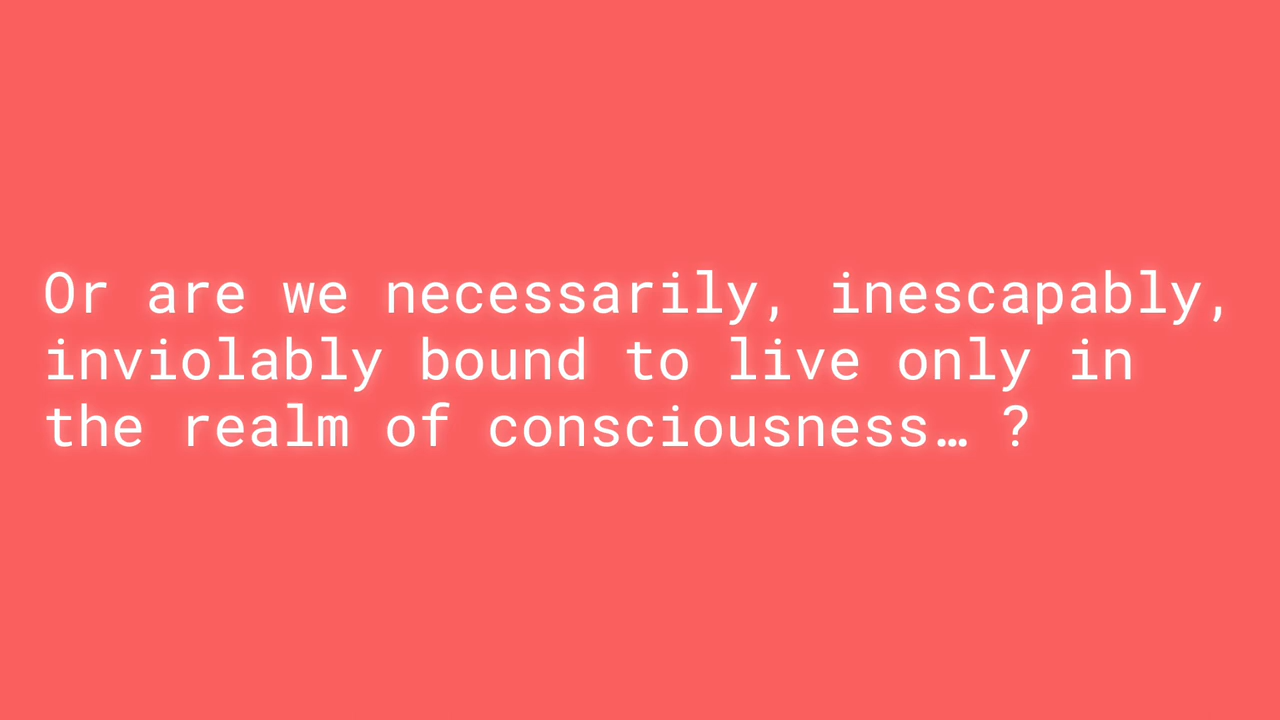 Or are we necessarily, inescapably,
inviolably bound to live only in
the realm of consciousness… ?